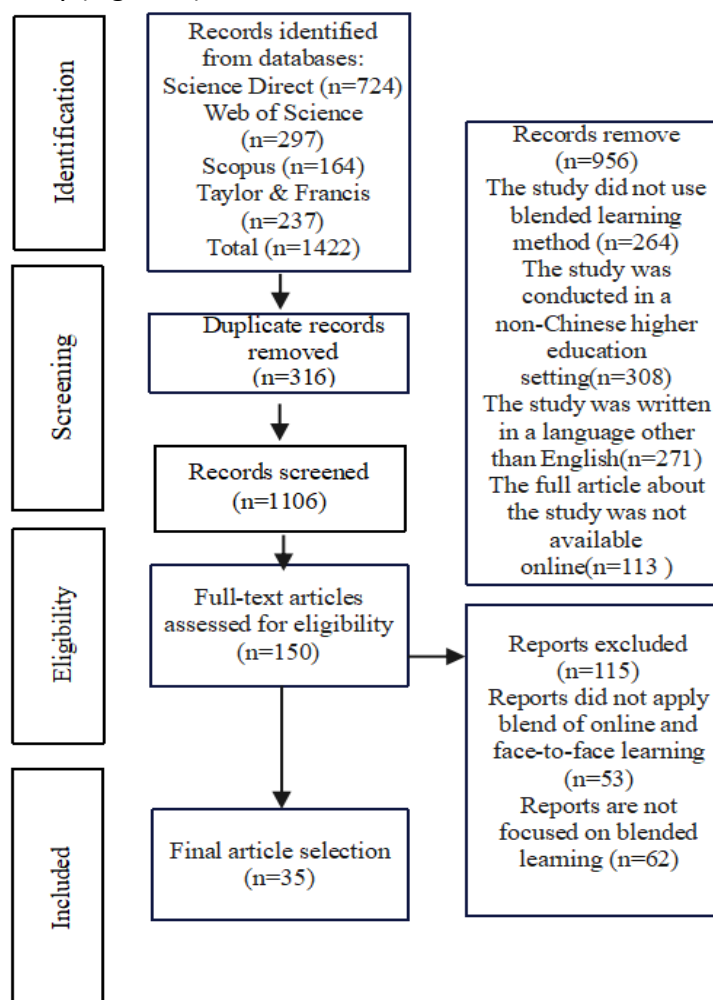 Identification
Records identified
from databases:
Science Direct (n=724)
Web of Science
(n=297)
Scopus (n=164)
Taylor & Francis
(n=237)
Total (n=1422)
Screening
Duplicate records
removed
(n=316)
Records screened
(n=1106)
Records remove
(n=956)
The study did not use
blended learning
method (n=264)
The study was
conducted in a
non-Chinese higher
education
setting(n=308)
The study was written
in a language other
than English(n=271)
The full article about
the study was not
available
online(n=113 )
Eligibility
Full-text articles
assessed for eligibility
(n=150)
Reports excluded
(n=115)
Reports did not apply
blend of online and
face-to-face learning
(n=53)
Reports are not
focused on blended
learning (n=62)
Included
Final article selection
(n=35)